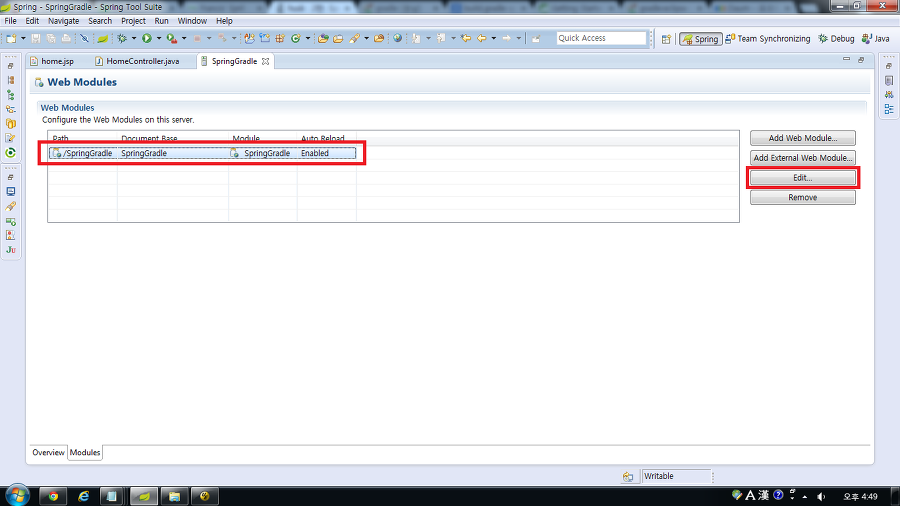 Spring - SpringGradle - Spring Tool Suite
File Edit Navigate Search Project Run Window Help
Quick Access
Spring
Team Synchronizing
Debug
Java
home.jsp
HomeController.java
SpringGradle
Web Modules
Web Modules
Configure the Web Modules on this server.
Path Document Base Module Auto Reload
/SpringGradle SpringGradle SpringGradle Enabled
Add Web Module...
Add External Web Module...
Edit...
Remove
Ju
Overview Modules
Writable
A 漢 오후 4:49